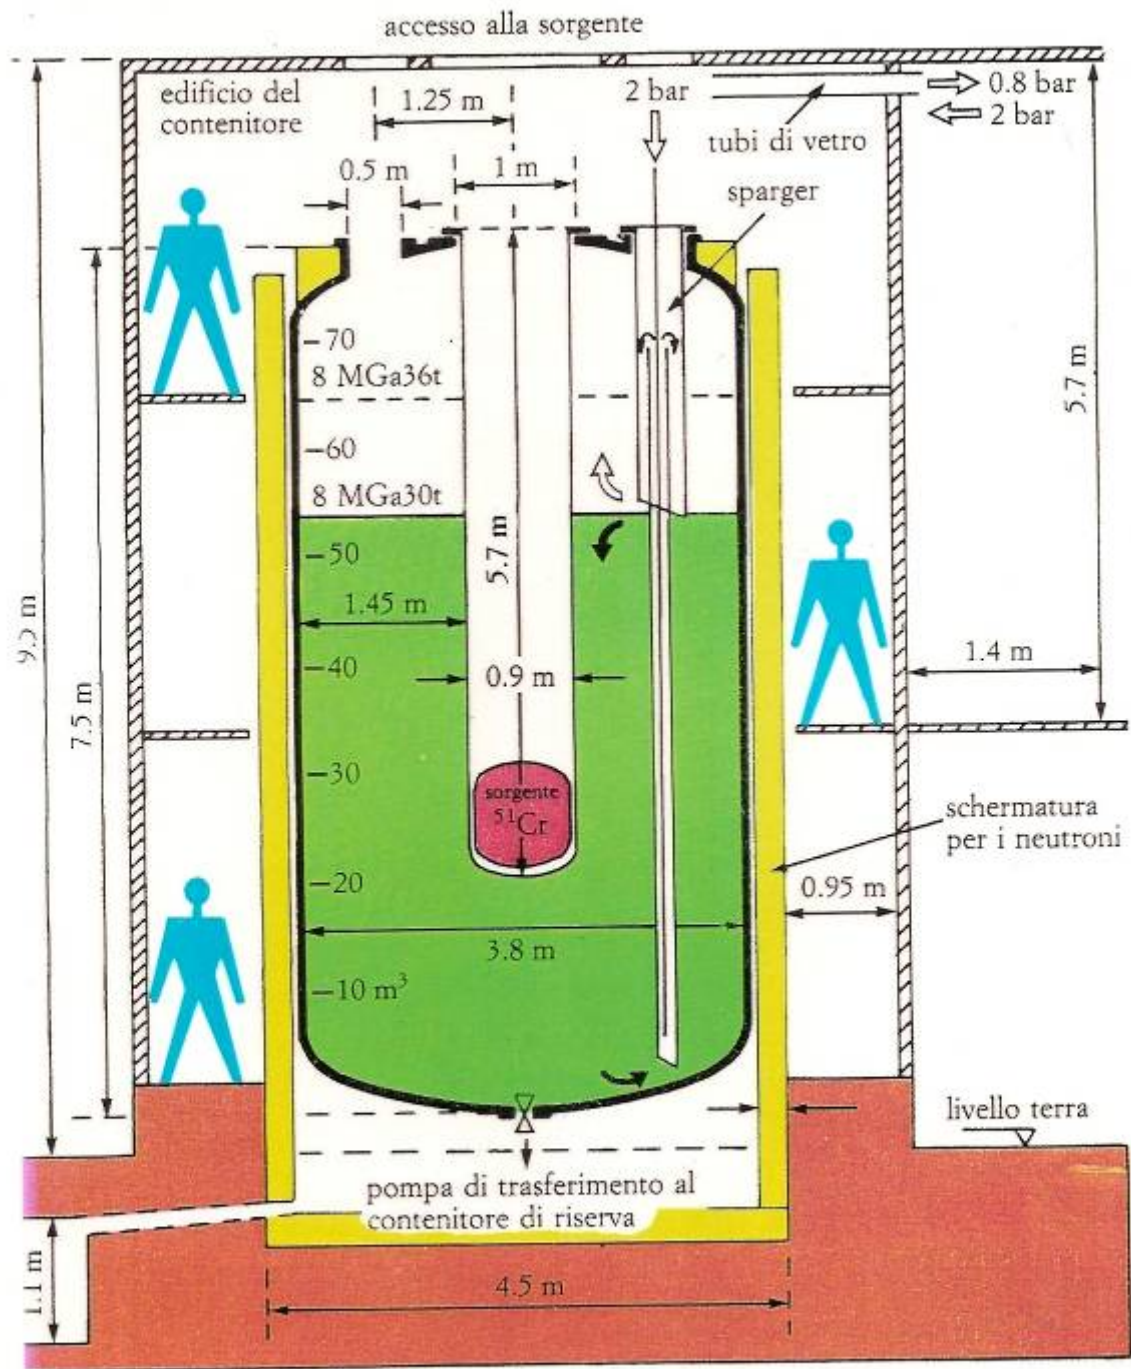 accesso alla sorgente
edificio del
contenitore
1.25 m
2 bar
0.8 bar
2 bar
tubi di vetro
0.5 m
1 m
sparger
−70
8 MGa36t
−60
8 MGa30t
−50
5.7 m
5.7 m
1.45 m
−40
0.9 m
1.4 m
7.5 m
−30
sorgente
⁵¹Cr
schermatura
per i neutroni
−20
0.95 m
3.8 m
−10 m³
livello terra
pompa di trasferimento al
contenitore di riserva
1.1 m
4.5 m